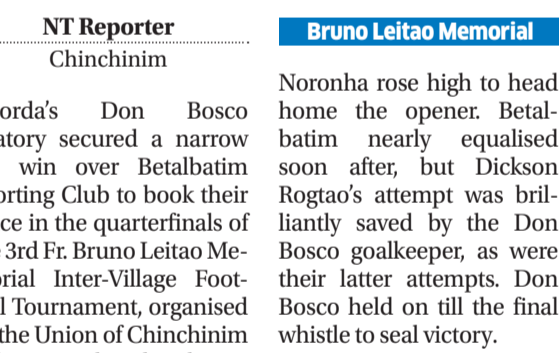 NT Reporter
Chinchinim
orda's Don Bosco
atory secured a narrow
win over Betalbatim
orting Club to book their
ce in the quarterfinals of
3rd Fr. Bruno Leitao Me-
rial Inter-Village Foot-
l Tournament, organised
the Union of Chinchinim
Bruno Leitao Memorial
Noronha rose high to head
home the opener. Betal-
batim nearly equalised
soon after, but Dickson
Rogtao's attempt was bril-
liantly saved by the Don
Bosco goalkeeper, as were
their latter attempts. Don
Bosco held on till the final
whistle to seal victory.